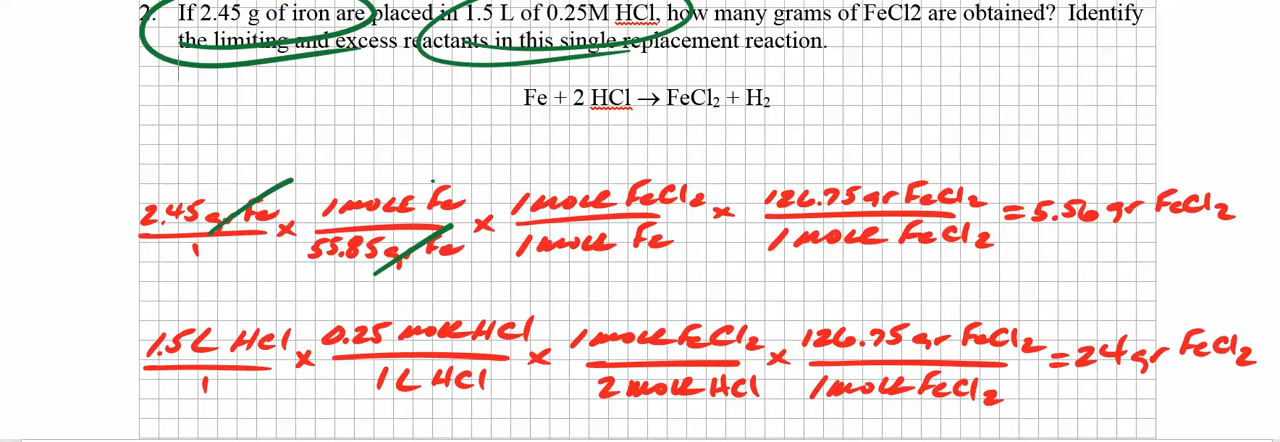 2. If 2.45 g of iron are placed in 1.5 L of 0.25M HCl, how many grams of FeCl2 are obtained? Identify
the limiting and excess reactants in this single replacement reaction.
Fe + 2 HCl → FeCl₂ + H₂
2.45 gr Fe / 1 × 1 mole Fe / 55.85 gr Fe × 1 mole FeCl₂ / 1 mole Fe × 126.75 gr FeCl₂ / 1 mole FeCl₂ = 5.56 gr FeCl₂
1.5 L HCl / 1 × 0.25 mole HCl / 1 L HCl × 1 mole FeCl₂ / 2 mole HCl × 126.75 gr FeCl₂ / 1 mole FeCl₂ = 24 gr FeCl₂